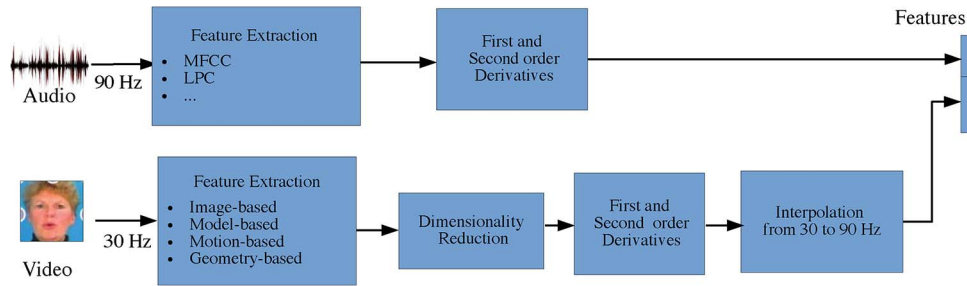 Features
Feature Extraction
• MFCC
• LPC
• ...
First and
Second order
Derivatives
90 Hz
Audio
Feature Extraction
• Image-based
• Model-based
• Motion-based
• Geometry-based
Dimensionality
Reduction
First and
Second order
Derivatives
Interpolation
from 30 to 90 Hz
30 Hz
Video